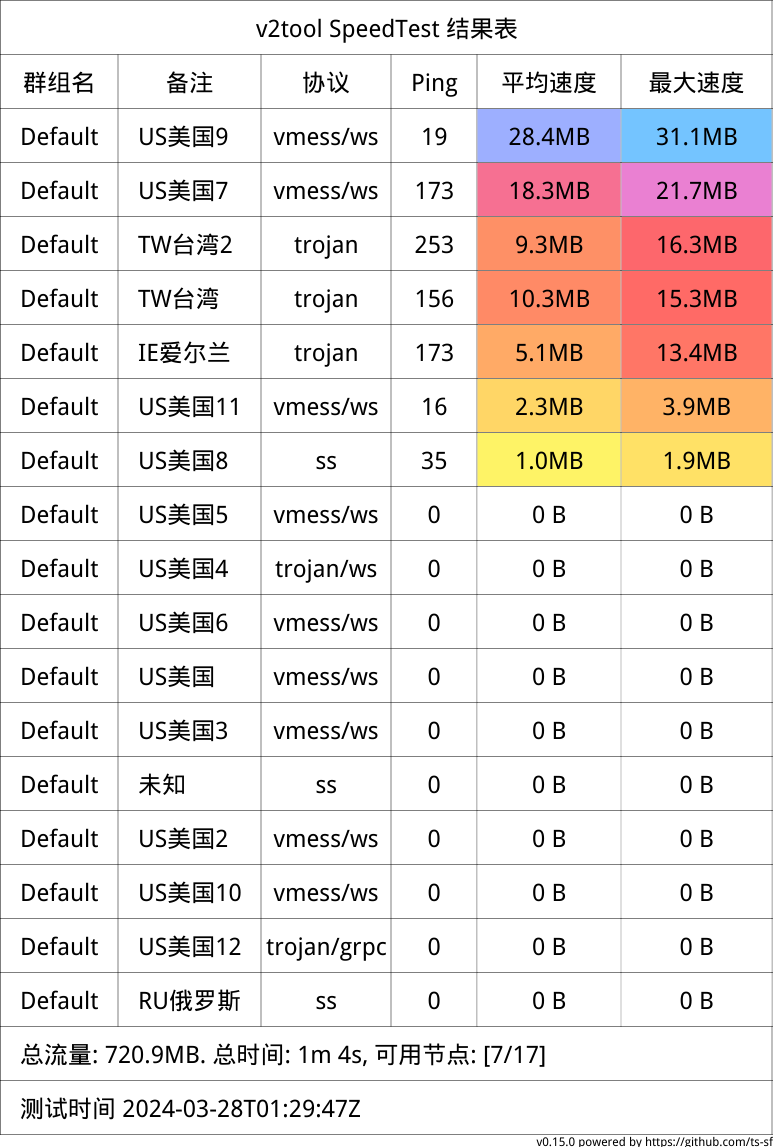 v2tool SpeedTest 结果表
群组名 备注 协议 Ping 平均速度 最大速度
Default US美国9 vmess/ws 19 28.4MB 31.1MB
Default US美国7 vmess/ws 173 18.3MB 21.7MB
Default TW台湾2 trojan 253 9.3MB 16.3MB
Default TW台湾 trojan 156 10.3MB 15.3MB
Default IE爱尔兰 trojan 173 5.1MB 13.4MB
Default US美国11 vmess/ws 16 2.3MB 3.9MB
Default US美国8 ss 35 1.0MB 1.9MB
Default US美国5 vmess/ws 0 0 B 0 B
Default US美国4 trojan/ws 0 0 B 0 B
Default US美国6 vmess/ws 0 0 B 0 B
Default US美国 vmess/ws 0 0 B 0 B
Default US美国3 vmess/ws 0 0 B 0 B
Default 未知 ss 0 0 B 0 B
Default US美国2 vmess/ws 0 0 B 0 B
Default US美国10 vmess/ws 0 0 B 0 B
Default US美国12 trojan/grpc 0 0 B 0 B
Default RU俄罗斯 ss 0 0 B 0 B
总流量: 720.9MB. 总时间: 1m 4s, 可用节点: [7/17]
测试时间 2024-03-28T01:29:47Z
v0.15.0 powered by https://github.com/ts-sf